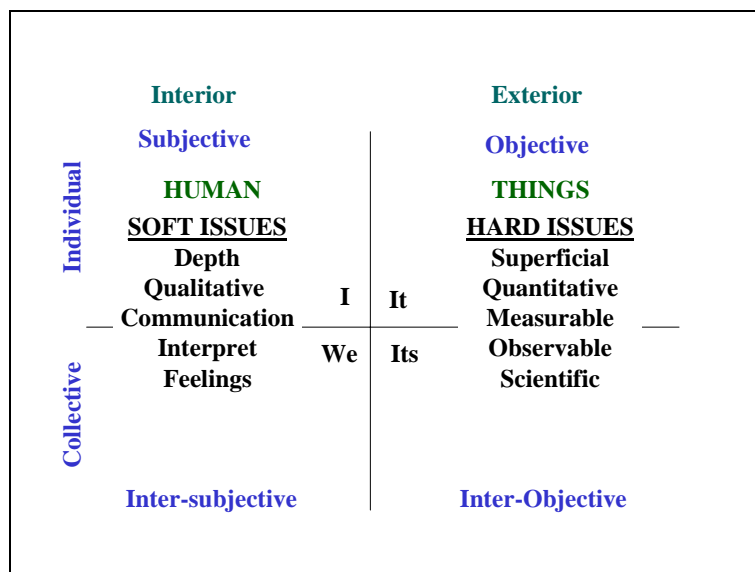 Interior
Exterior
Subjective
Objective
Individual
HUMAN
THINGS
SOFT ISSUES
HARD ISSUES
Depth
Superficial
Qualitative
Quantitative
I
It
Communication
Measurable
Interpret
Observable
We
Its
Feelings
Scientific
Collective
Inter-subjective
Inter-Objective